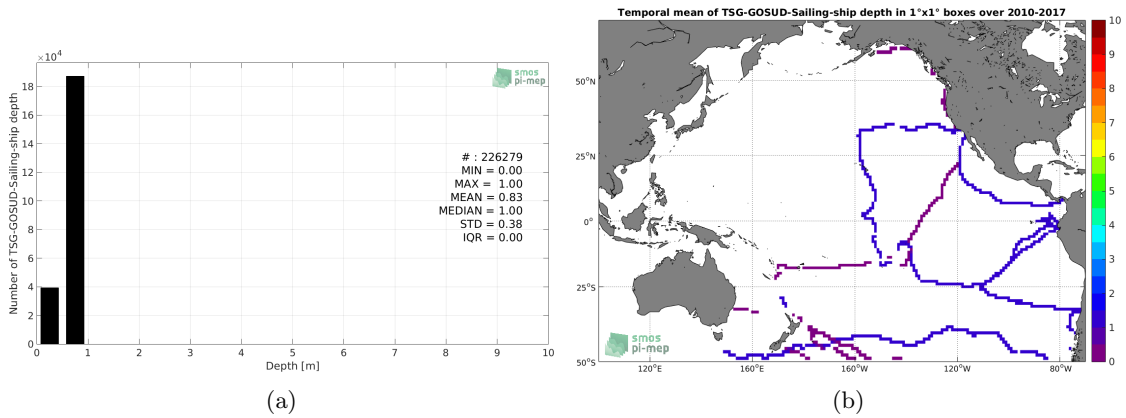 ×10⁴
18
16
14
12
10
8
6
4
2
0
Number of TSG-GOSUD-Sailing-ship depth
smos
pi-mep
# : 226279
MIN = 0.00
MAX = 1.00
MEAN = 0.83
MEDIAN = 1.00
STD = 0.38
IQR = 0.00
0 1 2 3 4 5 6 7 8 9 10
Depth [m]
(a)
Temporal mean of TSG-GOSUD-Sailing-ship depth in 1°x1° boxes over 2010-2017
50°N
25°N
0°
25°S
50°S
120°E 160°E 160°W 120°W 80°W
smos
pi-mep
10
9
8
7
6
5
4
3
2
1
0
(b)